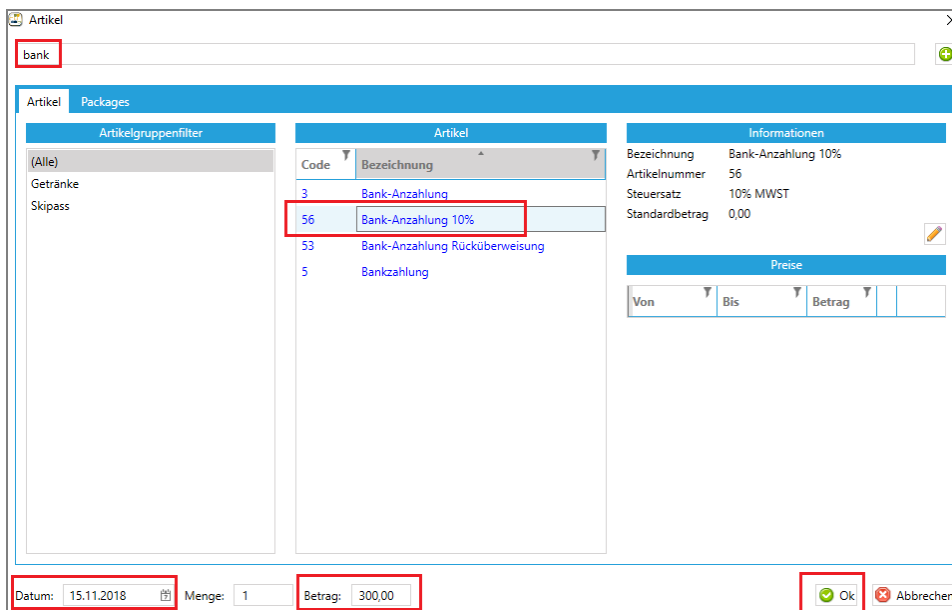 Artikel
bank
Artikel Packages
Artikelgruppenfilter
(Alle)
Getränke
Skipass
Artikel
Code Bezeichnung
3 Bank-Anzahlung
56 Bank-Anzahlung 10%
53 Bank-Anzahlung Rücküberweisung
5 Bankzahlung
Informationen
Bezeichnung Bank-Anzahlung 10%
Artikelnummer 56
Steuersatz 10% MWST
Standardbetrag 0,00
Preise
Von Bis Betrag
Datum: 15.11.2018 Menge: 1 Betrag: 300,00 Ok Abbrechen